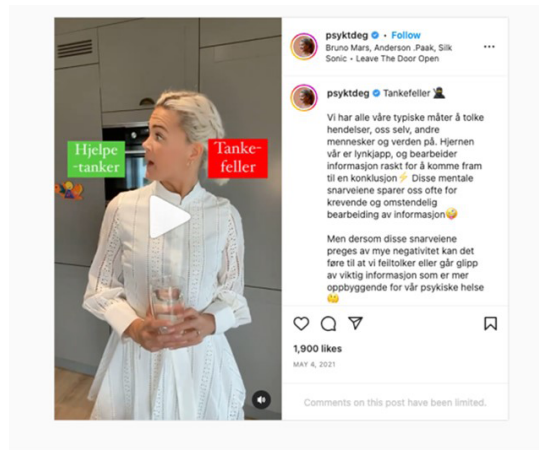 psyktdeg • Follow
Bruno Mars, Anderson .Paak, Silk
Sonic • Leave The Door Open
Hjelpe
-tanker
Tanke-
feller
psyktdeg Tankefeller 🥷
Vi har alle våre typiske måter å tolke
hendelser, oss selv, andre
mennesker og verden på. Hjernen
vår er lynkjapp, og bearbeider
informasjon raskt for å komme fram
til en konklusjon⚡ Disse mentale
snarveiene sparer oss ofte for
krevende og omstendelig
bearbeiding av informasjon🤪
Men dersom disse snarveiene
preges av mye negativitet kan det
føre til at vi feiltolker eller går glipp
av viktig informasjon som er mer
oppbyggende for vår psykiske helse
1,900 likes
MAY 4, 2021
Comments on this post have been limited.